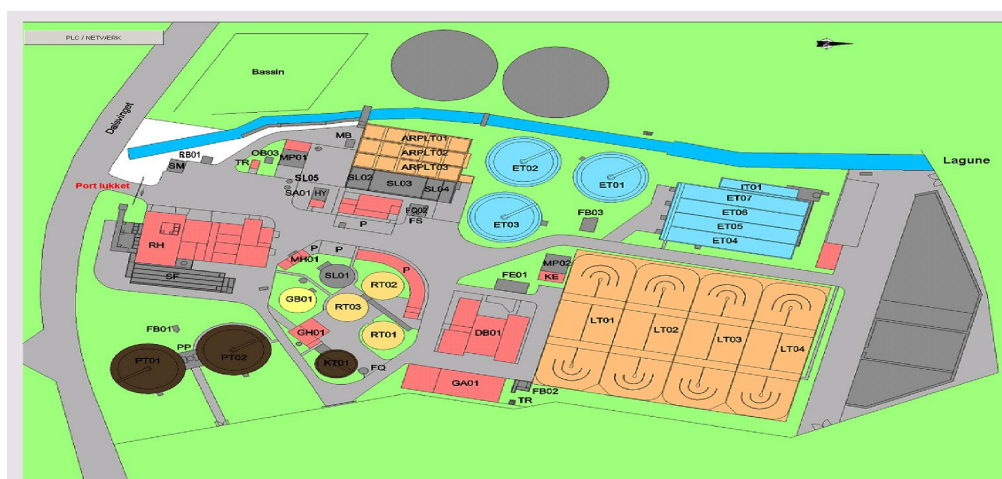 PLC / NETVÆRK
Bassin
Dalsvinget
MB
ARPLT01
ARPLT02
ARPLT03
RB01
SM
OB03
TR
MP01
SL05
SA01
HY
SL02
SL03
SL04
FS
P
ET02
ET01
ET03
FB03
Lagune
IT01
ET07
ET06
ET05
ET04
Port lukket
RH
SF
MH01
P
P
P
SL01
RT02
GB01
RT03
GH01
RT01
KT01
FQ
FB01
PP
PT01
PT02
FE01
MP02
KE
DB01
GA01
FB02
TR
LT01
LT02
LT03
LT04